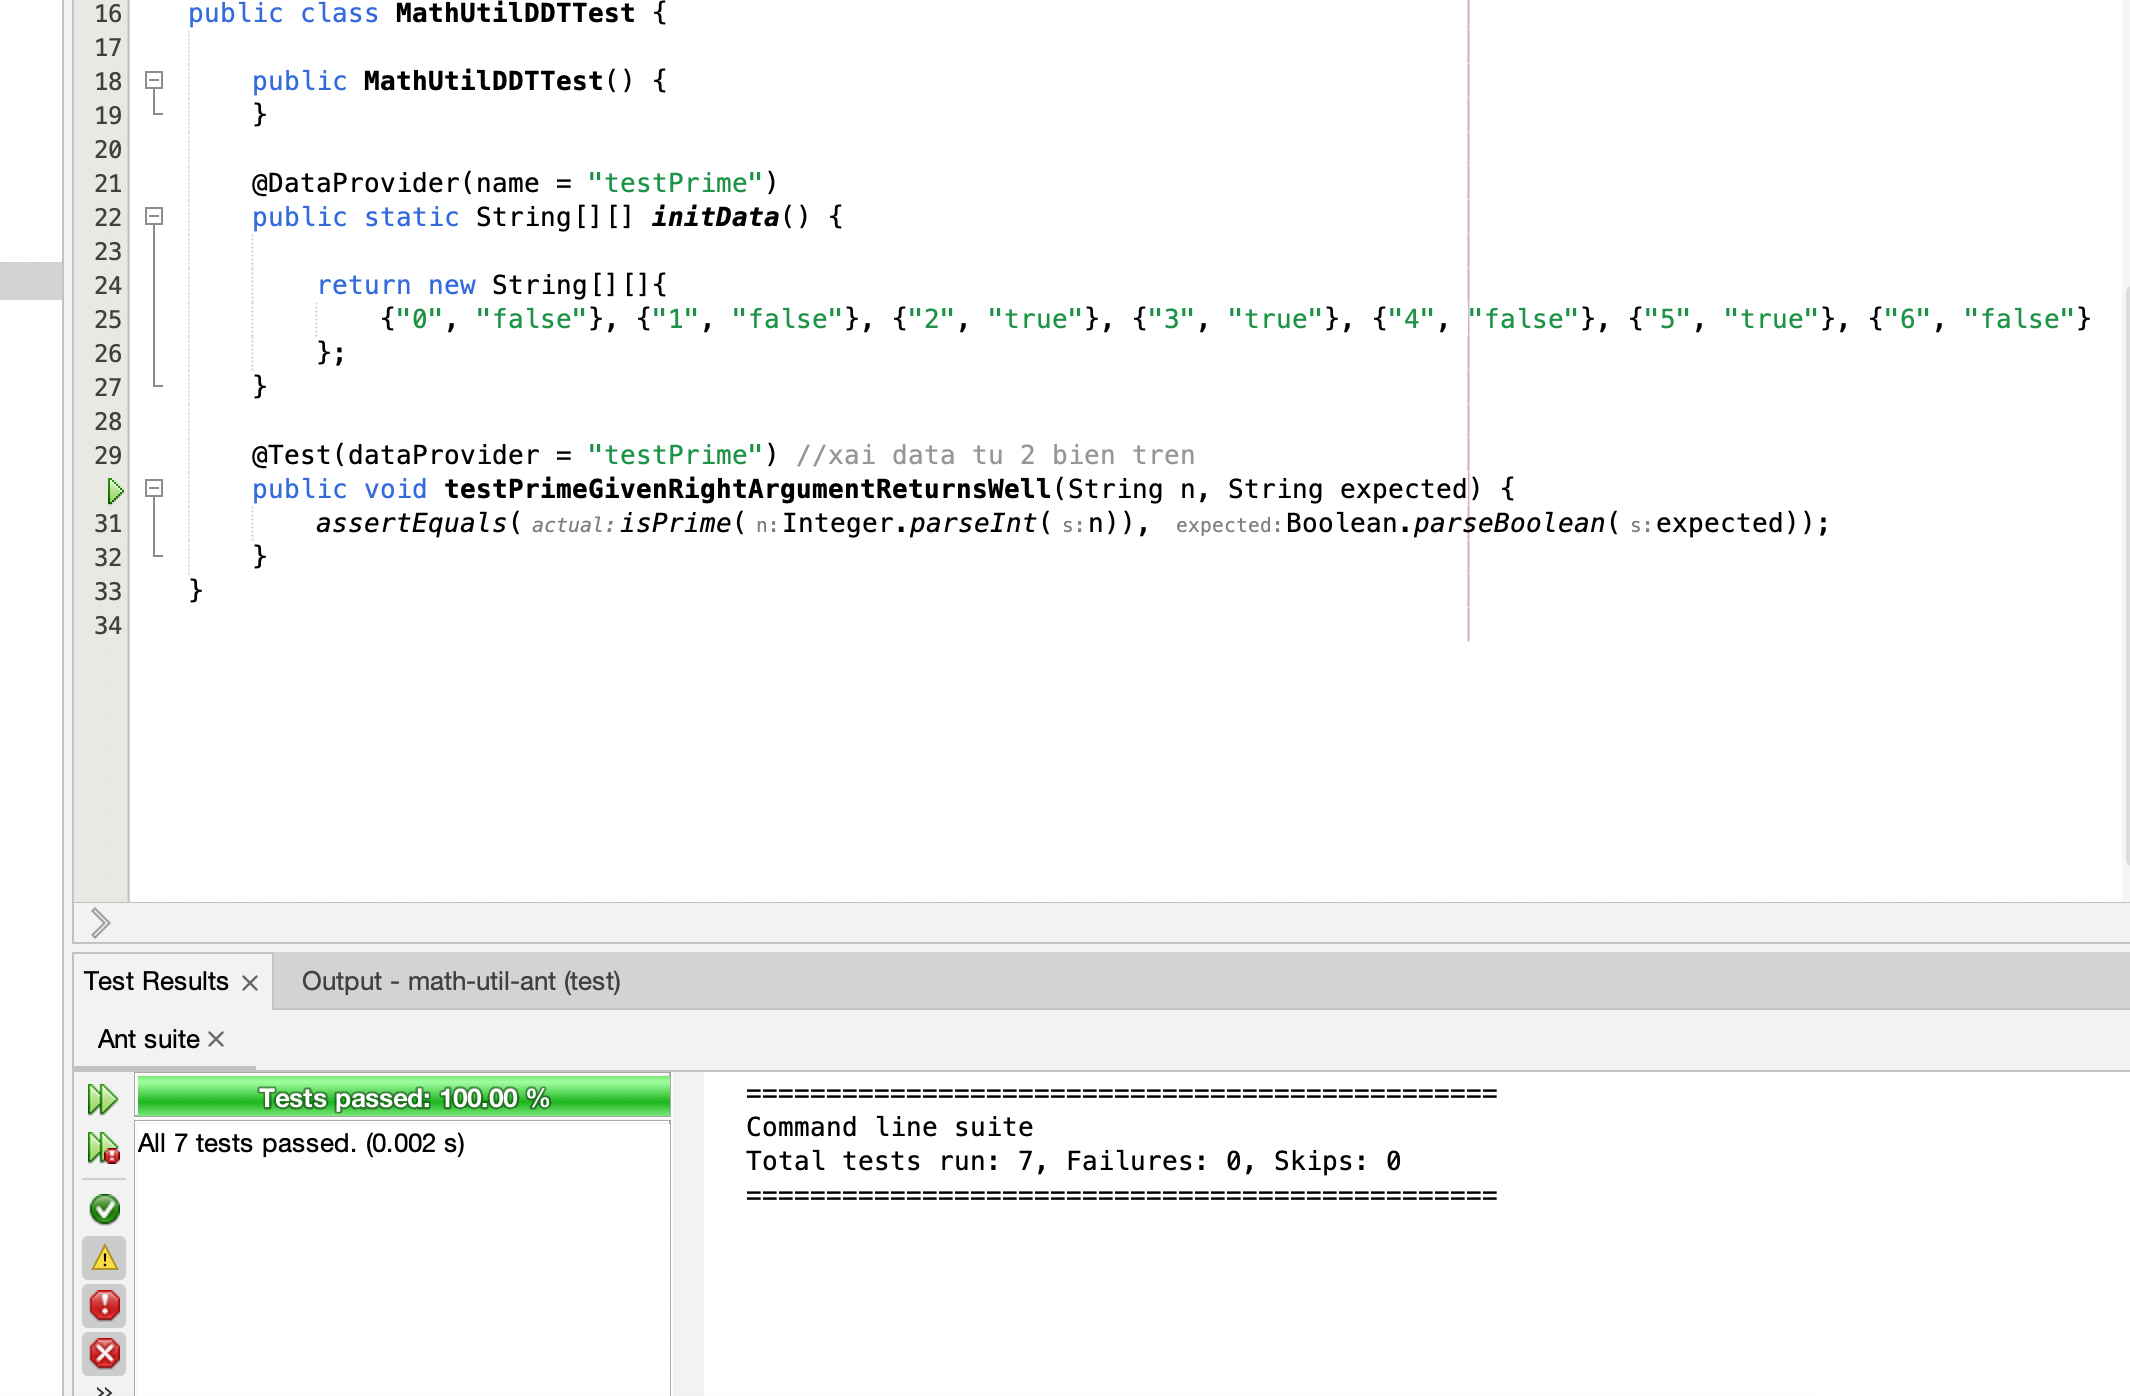 16 public class MathUtilDDTTest {
17
18 public MathUtilDDTTest() {
19 }
20
21 @DataProvider(name = "testPrime")
22 public static String[][] initData() {
23
24 return new String[][]{
25 {"0", "false"}, {"1", "false"}, {"2", "true"}, {"3", "true"}, {"4", "false"}, {"5", "true"}, {"6", "false"}
26 };
27 }
28
29 @Test(dataProvider = "testPrime") //xai data tu 2 bien tren
public void testPrimeGivenRightArgumentReturnsWell(String n, String expected) {
31 assertEquals( actual: isPrime( n: Integer.parseInt( s: n)), expected: Boolean.parseBoolean( s: expected));
32 }
33 }
34
Test Results Output - math-util-ant (test)
Ant suite
Tests passed: 100.00 %
All 7 tests passed. (0.002 s)
===============================================
Command line suite
Total tests run: 7, Failures: 0, Skips: 0
===============================================